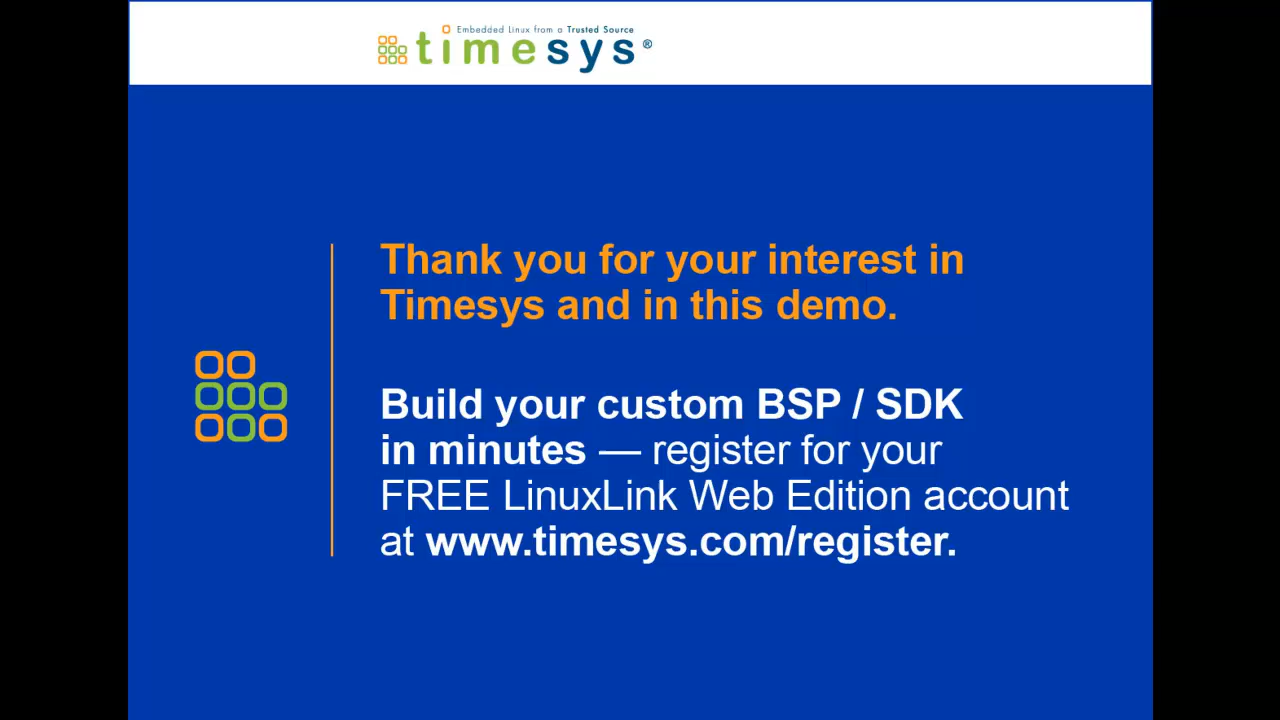 Embedded Linux from a Trusted Source
timesys®
Thank you for your interest in
Timesys and in this demo.
Build your custom BSP / SDK
in minutes — register for your
FREE LinuxLink Web Edition account
at www.timesys.com/register.